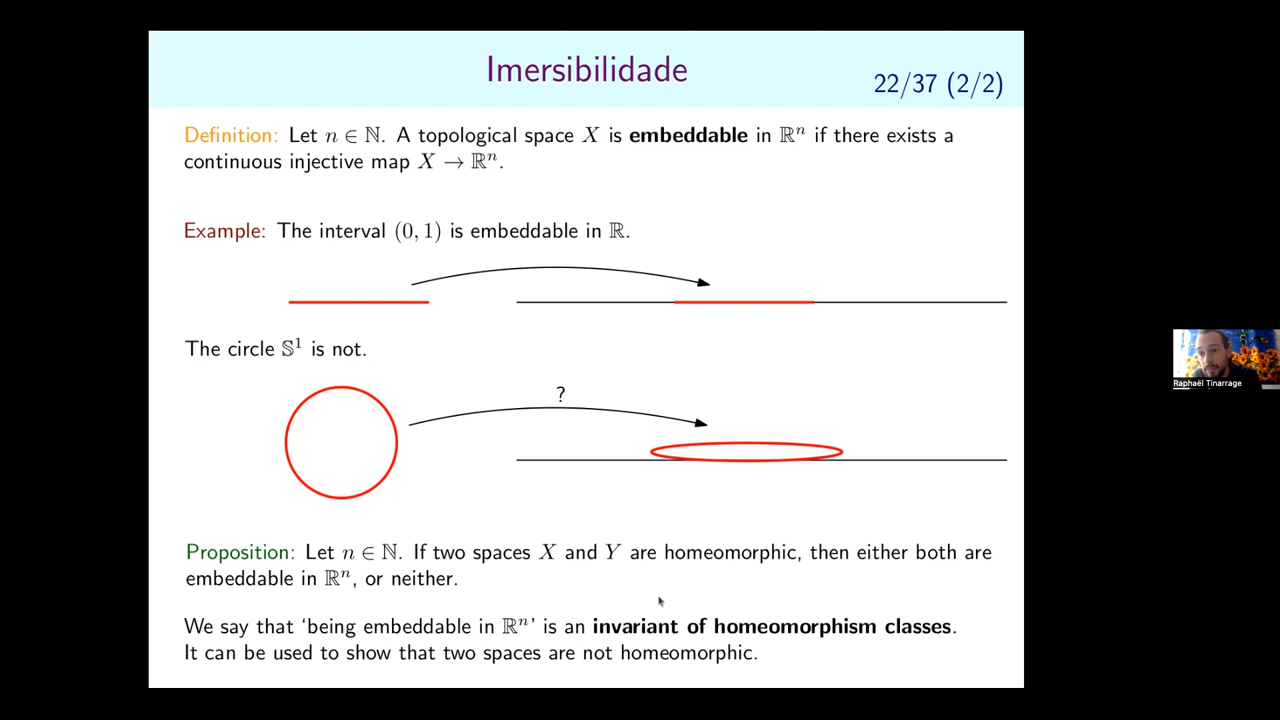 Imersibilidade
22/37 (2/2)
Definition: Let n ∈ ℕ. A topological space X is embeddable in ℝⁿ if there exists a
continuous injective map X → ℝⁿ.
Example: The interval (0, 1) is embeddable in ℝ.
The circle 𝕊¹ is not.
?
Proposition: Let n ∈ ℕ. If two spaces X and Y are homeomorphic, then either both are
embeddable in ℝⁿ, or neither.
We say that ‘being embeddable in ℝⁿ’ is an invariant of homeomorphism classes.
It can be used to show that two spaces are not homeomorphic.
Raphaël Tinarrage